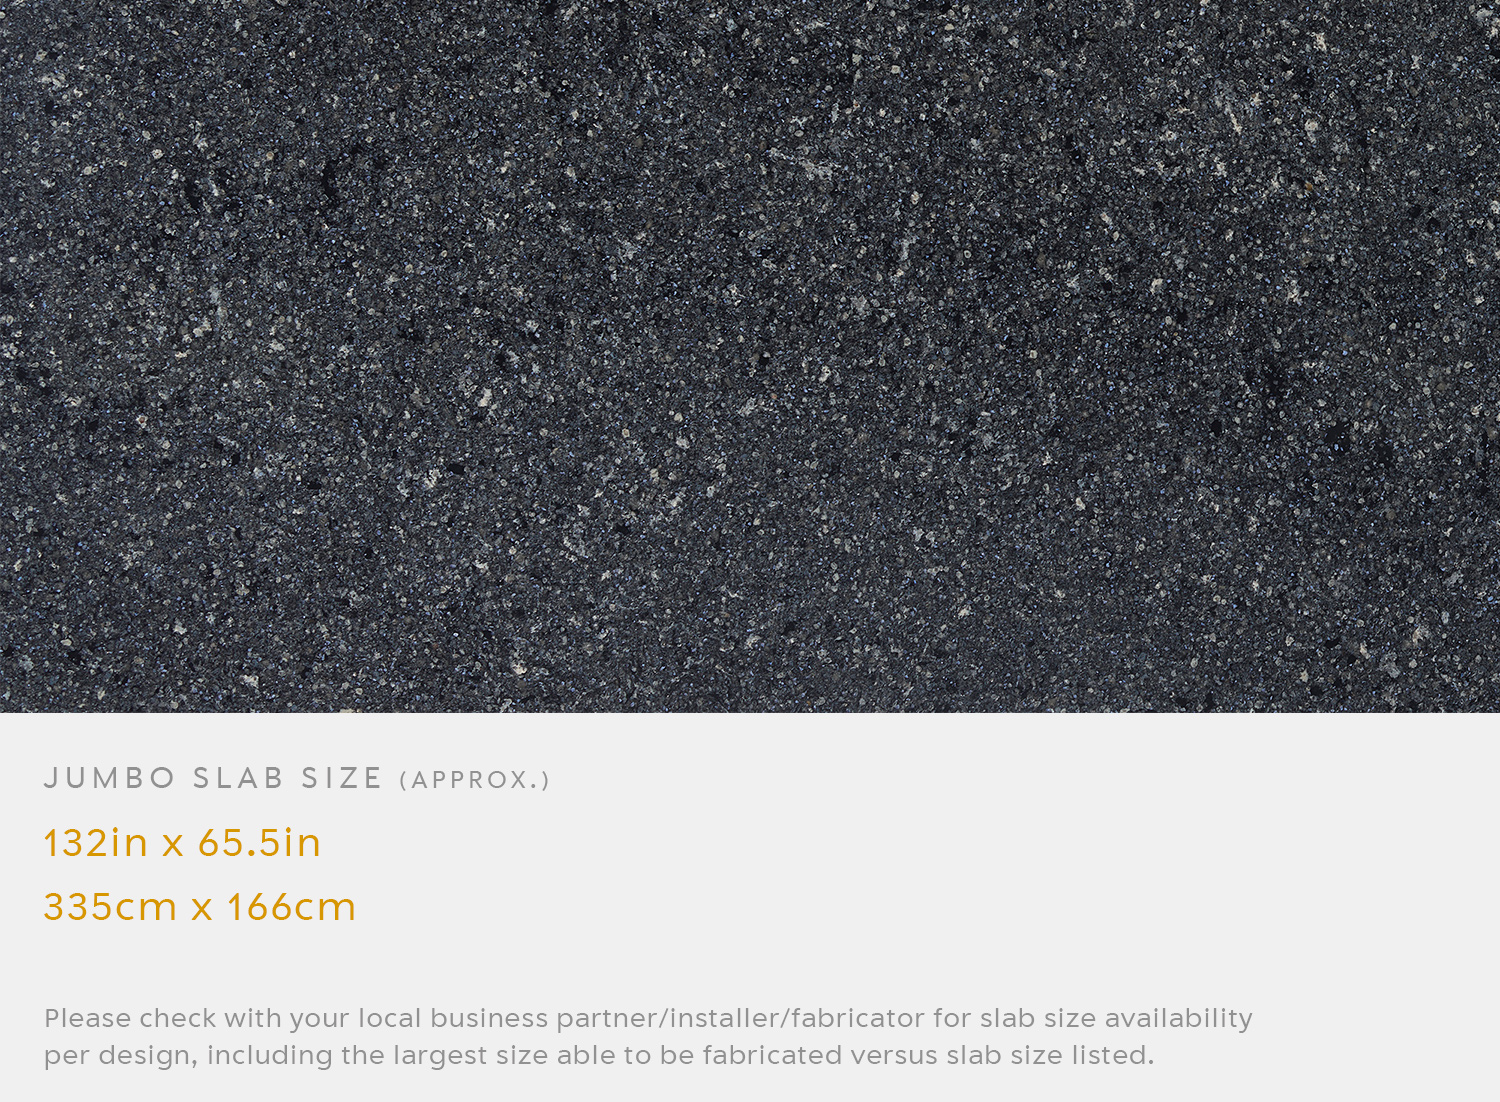 JUMBO SLAB SIZE (APPROX.)
132in x 65.5in
335cm x 166cm
Please check with your local business partner/installer/fabricator for slab size availability
per design, including the largest size able to be fabricated versus slab size listed.